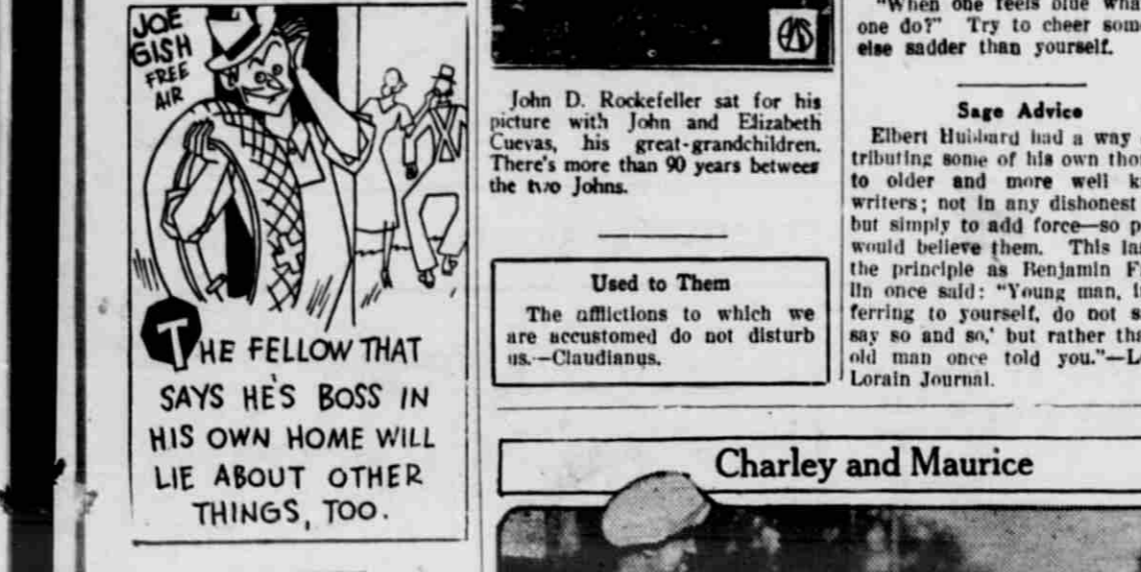 JOE
GISH
FREE
AIR
THE FELLOW THAT
SAYS HE'S BOSS IN
HIS OWN HOME WILL
LIE ABOUT OTHER
THINGS, TOO.
John D. Rockefeller sat for his
picture with John and Elizabeth
Cuevas, his great-grandchildren.
There's more than 90 years between
the two Johns.
Used to Them
The afflictions to which we
are accustomed do not disturb
us.—Claudianus.
Charley and Maurice
"When one feels blue
one do?" Try to cheer
else sadder than yourself.
Sage Advice
Elbert Hubbard had a way
some of his own
to older and more well
writers; not in any dishonest
but simply to add force—so
would believe them. This
the principle as Benjamin
lin once said: "Young man,
ferring to yourself, do not
say so and so,' but rather
old man once told you."—
Lorain Journal.